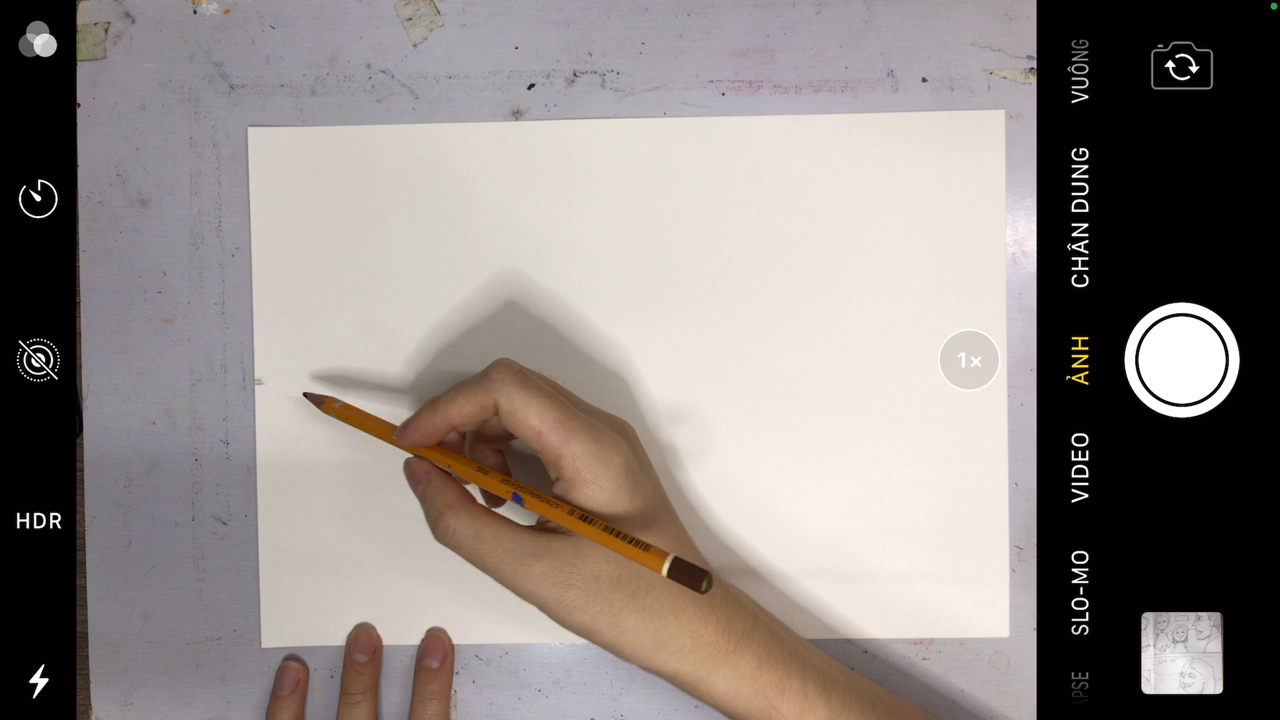 HDR
1×
VUÔNG
CHÂN DUNG
ẢNH
VIDEO
SLO-MO